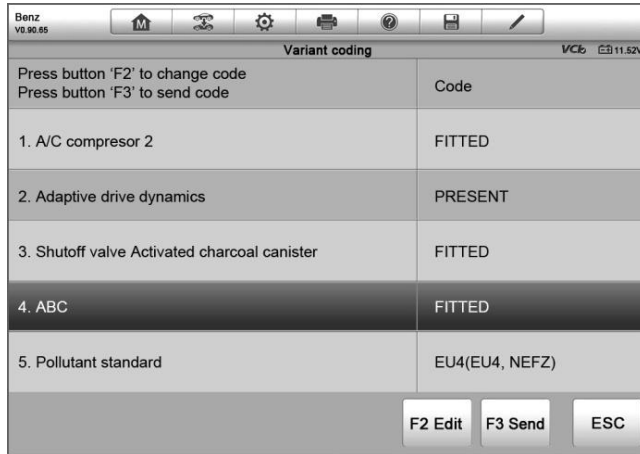 Benz
V0.90.65
M
Variant coding
VCI 11.52V
Press button 'F2' to change code
Press button 'F3' to send code
Code
1. A/C compresor 2
FITTED
2. Adaptive drive dynamics
PRESENT
3. Shutoff valve Activated charcoal canister
FITTED
4. ABC
FITTED
5. Pollutant standard
EU4(EU4, NEFZ)
F2 Edit
F3 Send
ESC